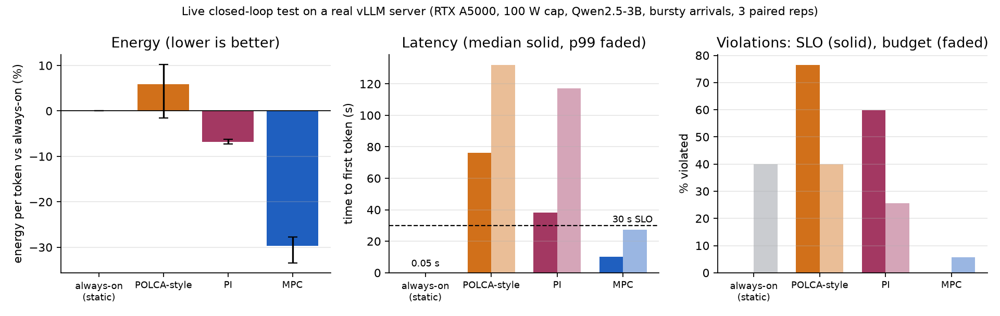 Live closed-loop test on a real vLLM server (RTX A5000, 100 W cap, Qwen2.5-3B, bursty arrivals, 3 paired reps)
Energy (lower is better)
energy per token vs always-on (%)
10
0
−10
−20
−30
always-on
(static)
POLCA-style
PI
MPC
Latency (median solid, p99 faded)
time to first token (s)
120
100
80
60
40
20
0
30 s SLO
0.05 s
always-on
(static)
POLCA-style
PI
MPC
Violations: SLO (solid), budget (faded)
% violated
80
70
60
50
40
30
20
10
0
always-on
(static)
POLCA-style
PI
MPC